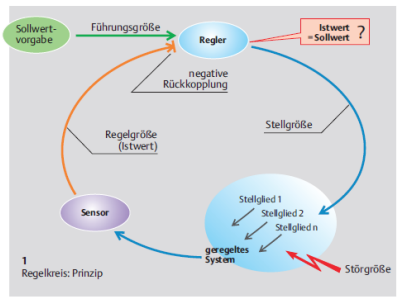 Sollwert-
vorgabe
Führungsgröße
Regler
Istwert
=Sollwert
?
negative
Rückkopplung
Stellgröße
Regelgröße
(Istwert)
Sensor
Stellglied 1
Stellglied 2
Stellglied n
geregeltes
System
Störgröße
1
Regelkreis: Prinzip